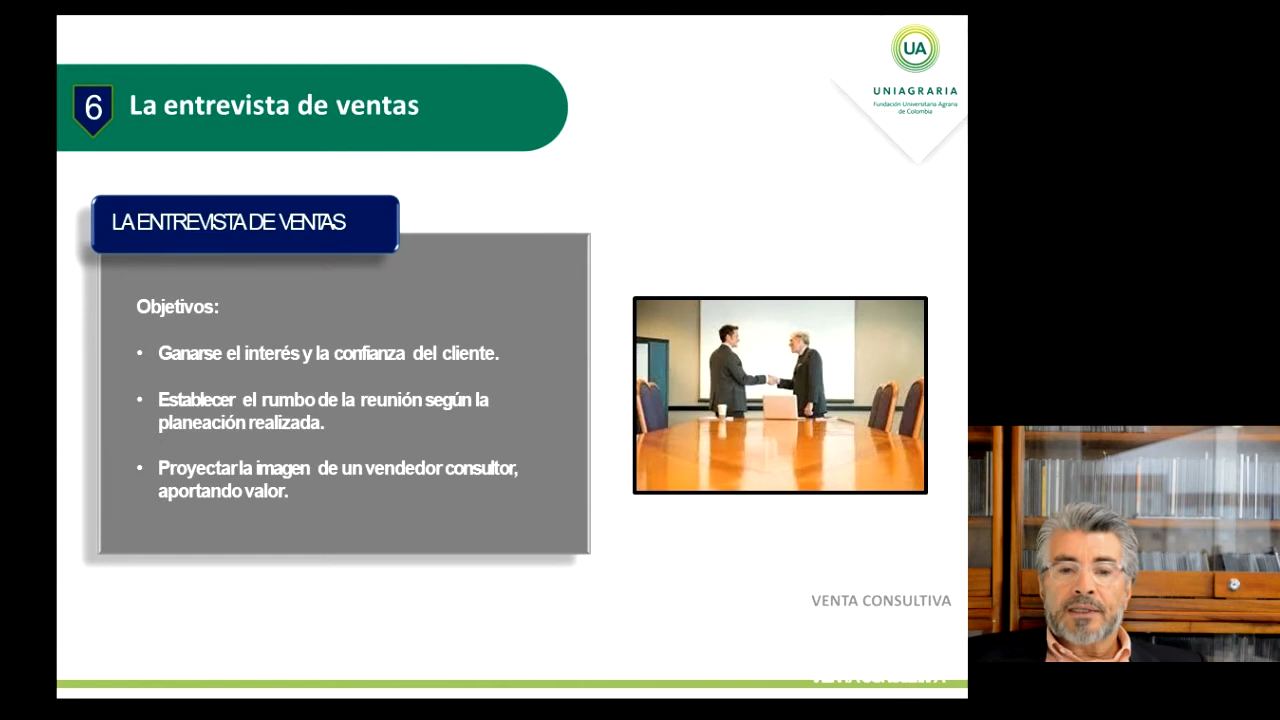 UA
UNIAGRARIA
Fundación Universitaria Agraria
de Colombia
6 La entrevista de ventas
LA ENTREVISTA DE VENTAS
Objetivos:
• Ganarse el interés y la confianza del cliente.
• Establecer el rumbo de la reunión según la
planeación realizada.
• Proyectar la imagen de un vendedor consultor,
aportando valor.
VENTA CONSULTIVA